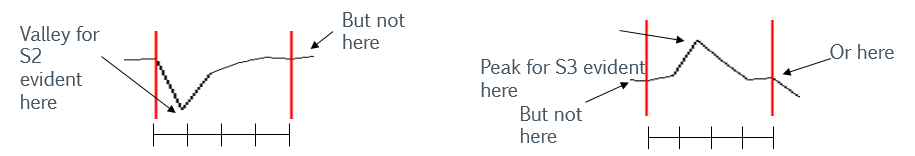 Valley for
S2
evident
here
But not
here
Peak for S3 evident
here
But not
here
Or here